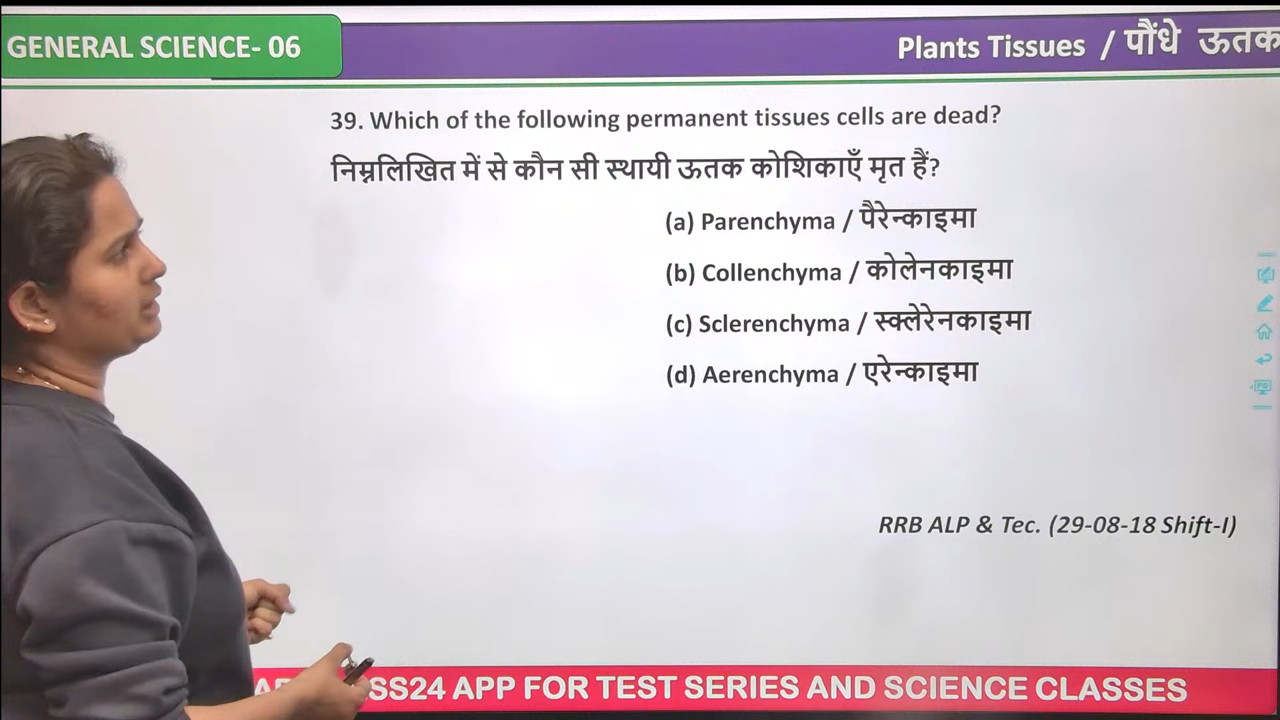 GENERAL SCIENCE- 06
Plants Tissues / पौंधे ऊतक
39. Which of the following permanent tissues cells are dead?
निम्नलिखित में से कौन सी स्थायी ऊतक कोशिकाएँ मृत हैं?
(a) Parenchyma / पैरेन्काइमा
(b) Collenchyma / कोलेनकाइमा
(c) Sclerenchyma / स्क्लेरेनकाइमा
(d) Aerenchyma / एरेन्काइमा
RRB ALP & Tec. (29-08-18 Shift-I)
SS24 APP FOR TEST SERIES AND SCIENCE CLASSES